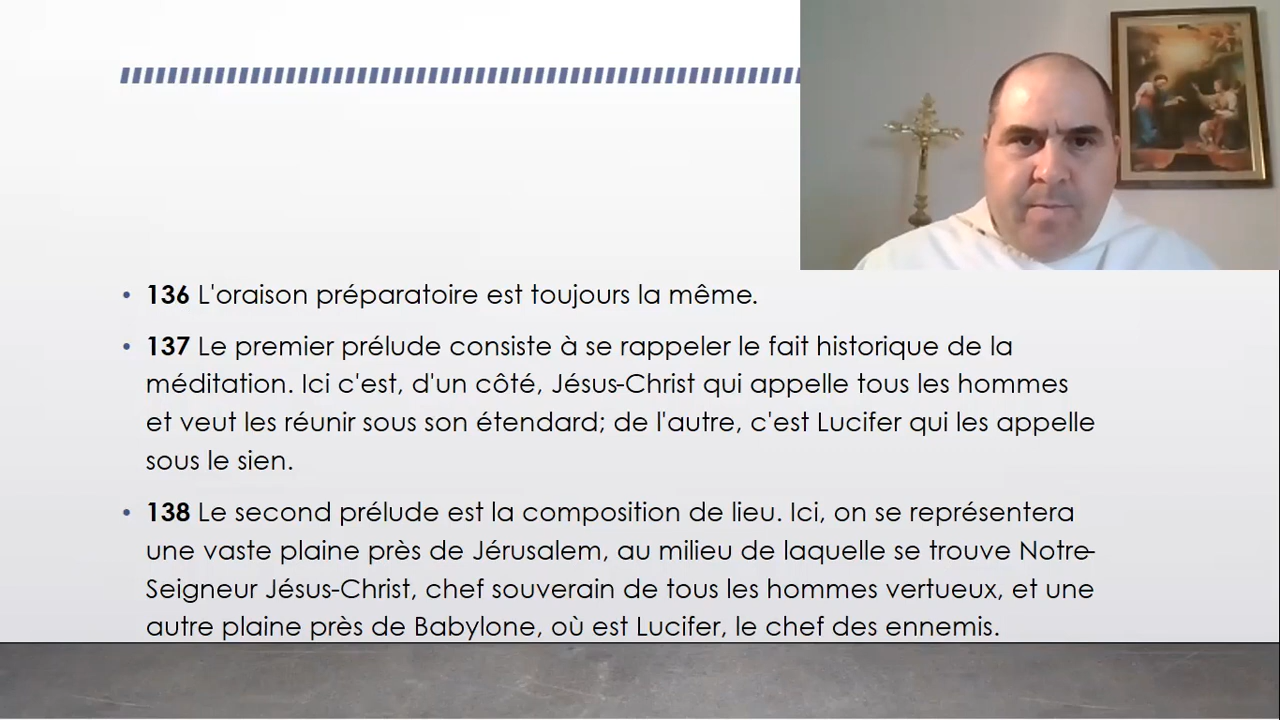 • 136 L'oraison préparatoire est toujours la même.
• 137 Le premier prélude consiste à se rappeler le fait historique de la
méditation. Ici c'est, d'un côté, Jésus-Christ qui appelle tous les hommes
et veut les réunir sous son étendard; de l'autre, c'est Lucifer qui les appelle
sous le sien.
• 138 Le second prélude est la composition de lieu. Ici, on se représentera
une vaste plaine près de Jérusalem, au milieu de laquelle se trouve Notre-
Seigneur Jésus-Christ, chef souverain de tous les hommes vertueux, et une
autre plaine près de Babylone, où est Lucifer, le chef des ennemis.